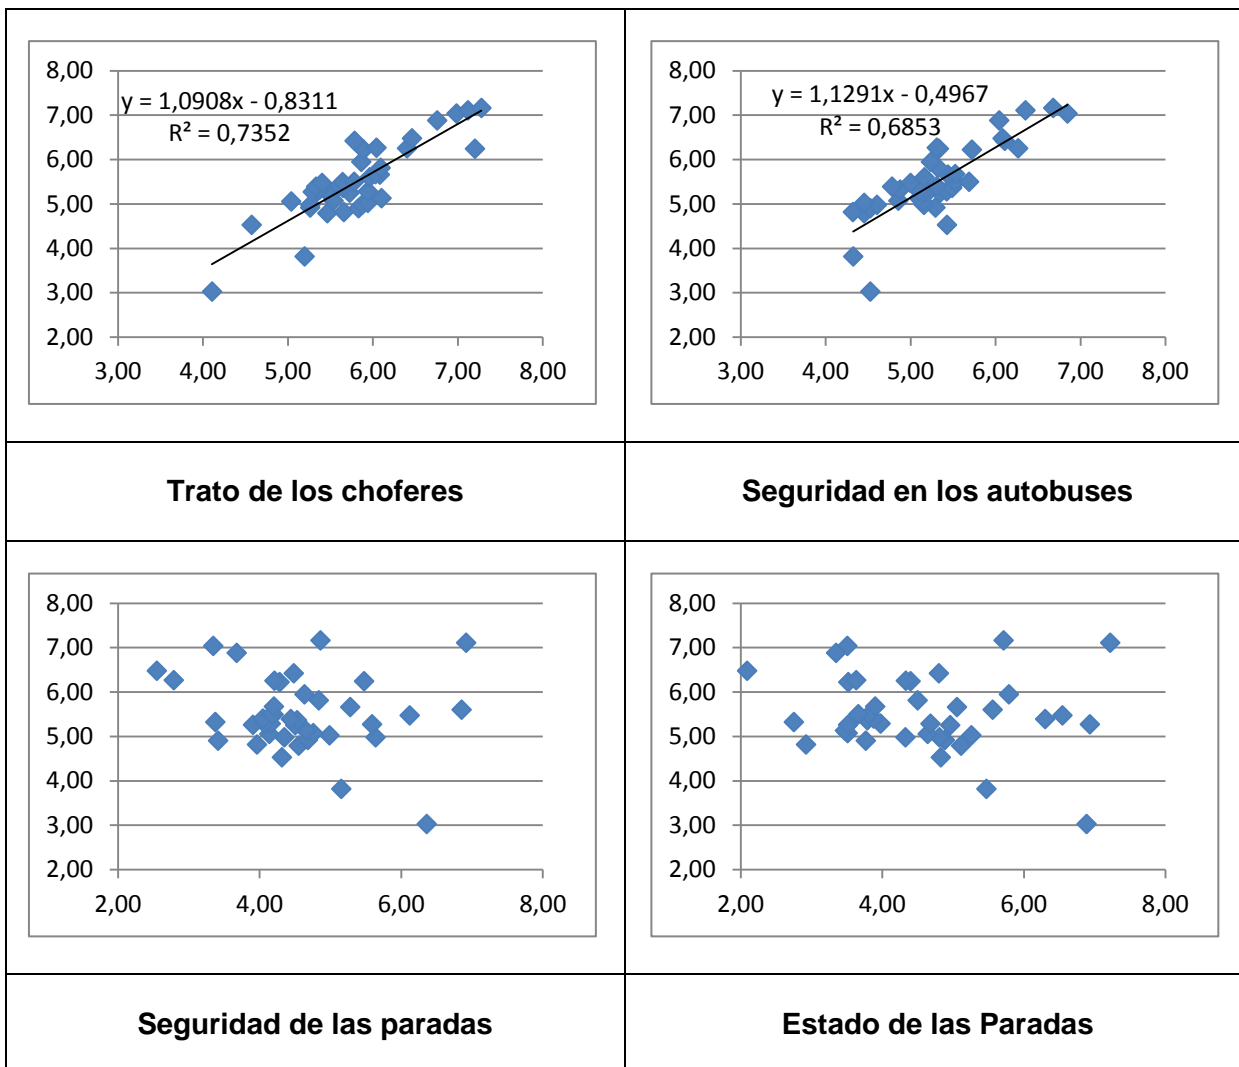 8,00
7,00
6,00
5,00
4,00
3,00
2,00
y = 1,0908x - 0,8311
R² = 0,7352
3,00 4,00 5,00 6,00 7,00 8,00
8,00
7,00
6,00
5,00
4,00
3,00
2,00
y = 1,1291x - 0,4967
R² = 0,6853
3,00 4,00 5,00 6,00 7,00 8,00
Trato de los choferes
Seguridad en los autobuses
8,00
7,00
6,00
5,00
4,00
3,00
2,00
2,00 4,00 6,00 8,00
8,00
7,00
6,00
5,00
4,00
3,00
2,00
2,00 4,00 6,00 8,00
Seguridad de las paradas
Estado de las Paradas